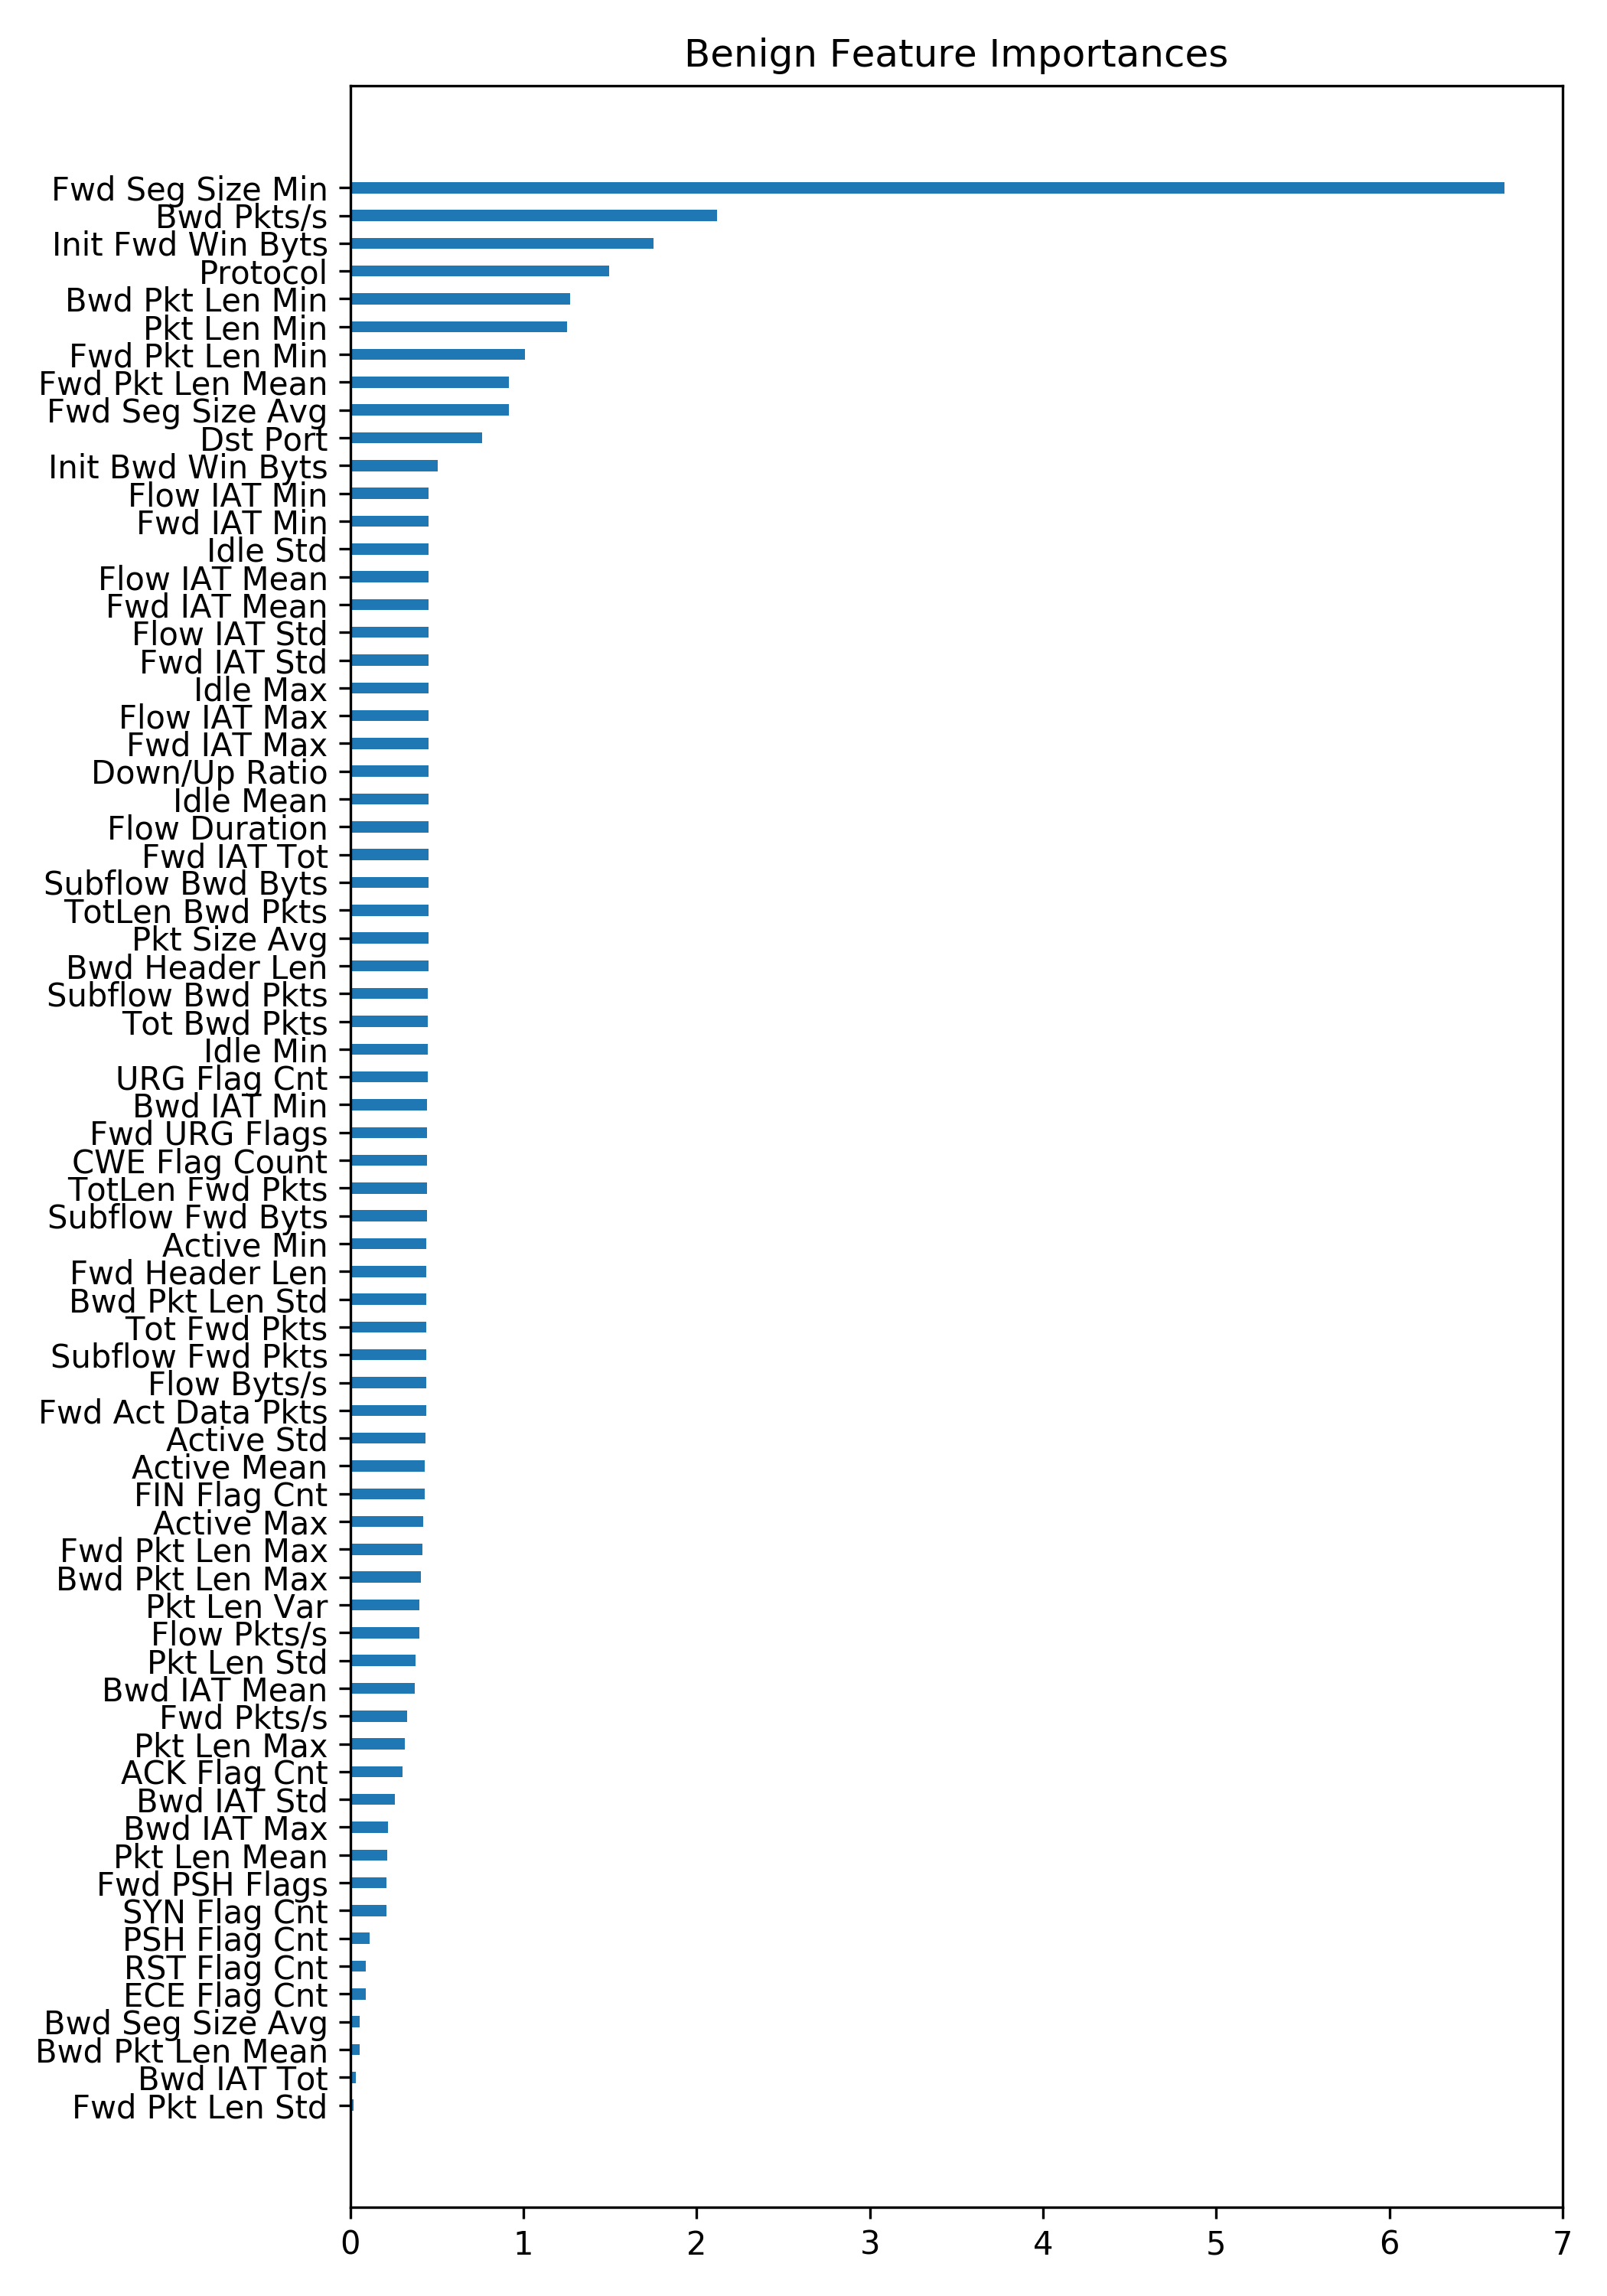 Benign Feature Importances
Fwd Seg Size Min
Bwd Pkts/s
Init Fwd Win Byts
Protocol
Bwd Pkt Len Min
Pkt Len Min
Fwd Pkt Len Min
Fwd Pkt Len Mean
Fwd Seg Size Avg
Dst Port
Init Bwd Win Byts
Flow IAT Min
Fwd IAT Min
Idle Std
Flow IAT Mean
Fwd IAT Mean
Flow IAT Std
Fwd IAT Std
Idle Max
Flow IAT Max
Fwd IAT Max
Down/Up Ratio
Idle Mean
Flow Duration
Fwd IAT Tot
Subflow Bwd Byts
TotLen Bwd Pkts
Pkt Size Avg
Bwd Header Len
Subflow Bwd Pkts
Tot Bwd Pkts
Idle Min
URG Flag Cnt
Bwd IAT Min
Fwd URG Flags
CWE Flag Count
TotLen Fwd Pkts
Subflow Fwd Byts
Active Min
Fwd Header Len
Bwd Pkt Len Std
Tot Fwd Pkts
Subflow Fwd Pkts
Flow Byts/s
Fwd Act Data Pkts
Active Std
Active Mean
FIN Flag Cnt
Active Max
Fwd Pkt Len Max
Bwd Pkt Len Max
Pkt Len Var
Flow Pkts/s
Pkt Len Std
Bwd IAT Mean
Fwd Pkts/s
Pkt Len Max
ACK Flag Cnt
Bwd IAT Std
Bwd IAT Max
Pkt Len Mean
Fwd PSH Flags
SYN Flag Cnt
PSH Flag Cnt
RST Flag Cnt
ECE Flag Cnt
Bwd Seg Size Avg
Bwd Pkt Len Mean
Bwd IAT Tot
Fwd Pkt Len Std
0 1 2 3 4 5 6 7